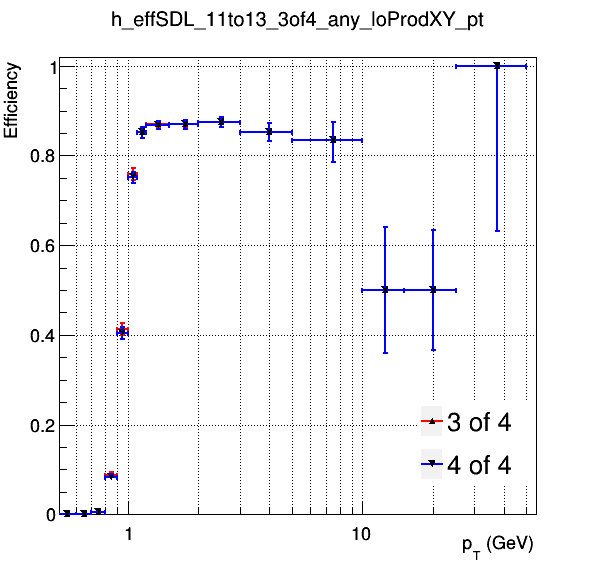 h_effSDL_11to13_3of4_any_loProdXY_pt
Efficiency
1
0.8
0.6
0.4
0.2
0
3 of 4
4 of 4
1
10
p_T (GeV)